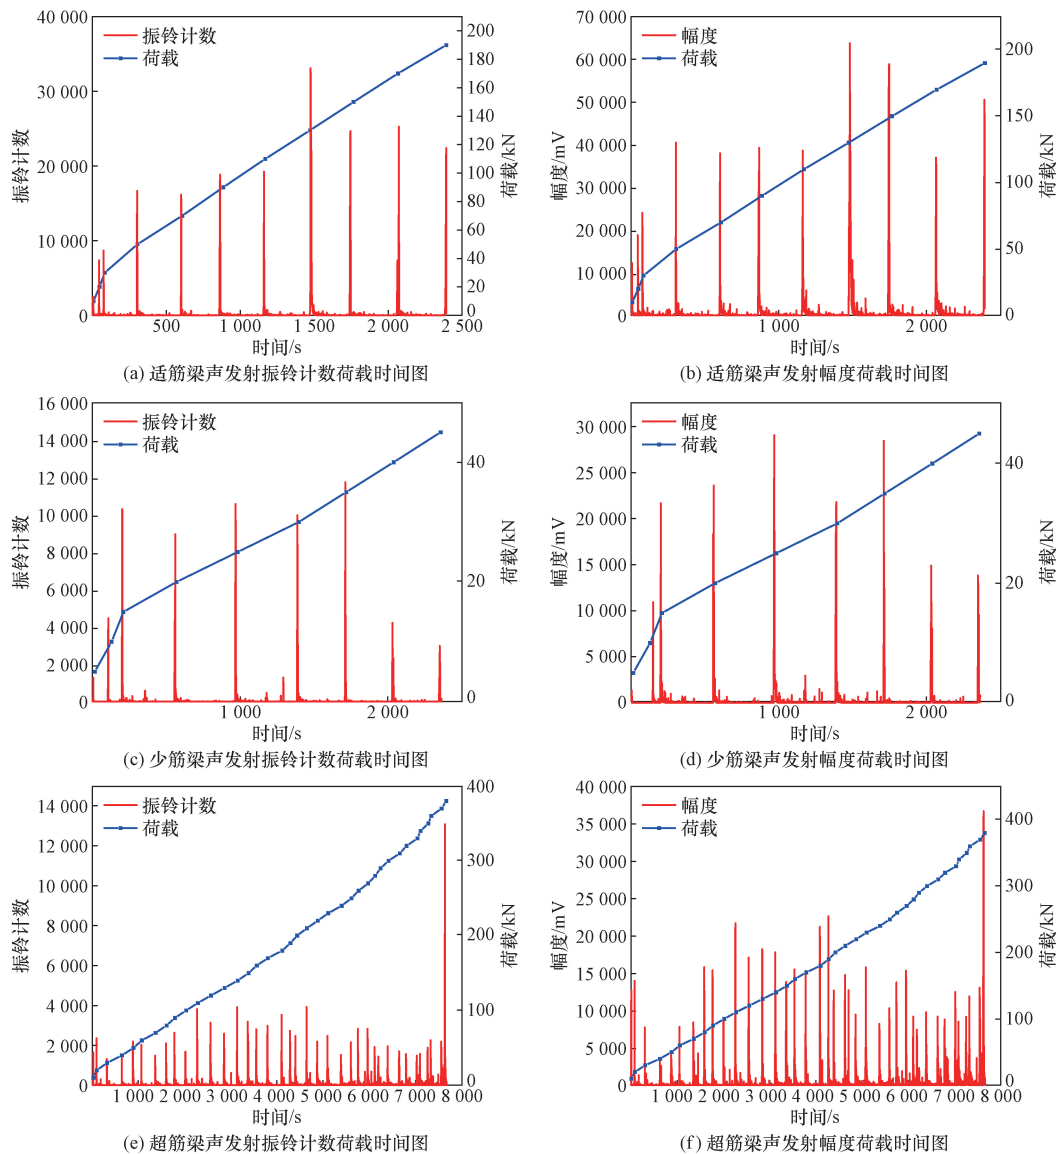 40 000
30 000
20 000
10 000
0
振铃计数
振铃计数
荷载
200
180
160
140
120
100
80
60
40
20
0
荷载/kN
500
1 000
1 500
2 000
2 500
时间/s
(a) 适筋梁声发射振铃计数荷载时间图
70 000
60 000
50 000
40 000
30 000
20 000
10 000
0
幅度/mV
幅度
荷载
200
150
100
50
0
荷载/kN
1 000
2 000
时间/s
(b) 适筋梁声发射幅度荷载时间图
16 000
14 000
12 000
10 000
8 000
6 000
4 000
2 000
0
振铃计数
振铃计数
荷载
40
20
0
荷载/kN
1 000
2 000
时间/s
(c) 少筋梁声发射振铃计数荷载时间图
30 000
25 000
20 000
15 000
10 000
5 000
0
幅度/mV
幅度
荷载
40
20
0
荷载/kN
1 000
2 000
时间/s
(d) 少筋梁声发射幅度荷载时间图
14 000
12 000
10 000
8 000
6 000
4 000
2 000
0
振铃计数
振铃计数
荷载
400
300
200
100
0
荷载/kN
1 000 2 000 3 000 4 000 5 000 6 000 7 000 8 000
时间/s
(e) 超筋梁声发射振铃计数荷载时间图
40 000
35 000
30 000
25 000
20 000
15 000
10 000
5 000
0
幅度/mV
幅度
荷载
400
300
200
100
0
荷载/kN
1 000 2 000 3 000 4 000 5 000 6 000 7 000 8 000
时间/s
(f) 超筋梁声发射幅度荷载时间图